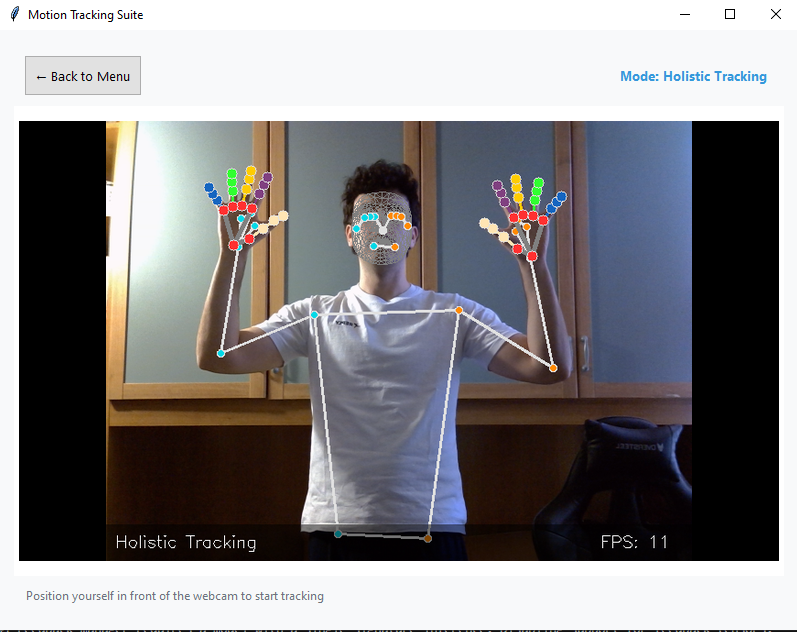 Motion Tracking Suite
← Back to Menu
Mode: Holistic Tracking
Holistic Tracking
FPS: 11
Position yourself in front of the webcam to start tracking